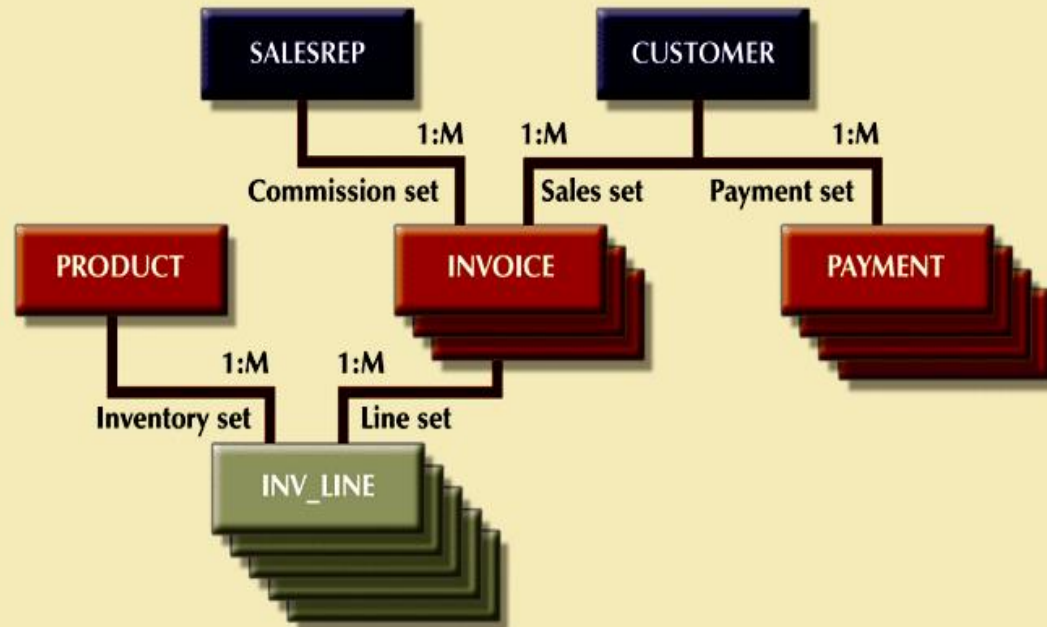 SALESREP
CUSTOMER
1:M
1:M
1:M
Commission set
Sales set
Payment set
PRODUCT
INVOICE
PAYMENT
1:M
1:M
Inventory set
Line set
INV_LINE